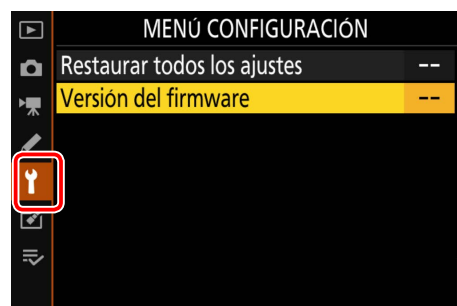 MENÚ CONFIGURACIÓN
Restaurar todos los ajustes --
Versión del firmware --